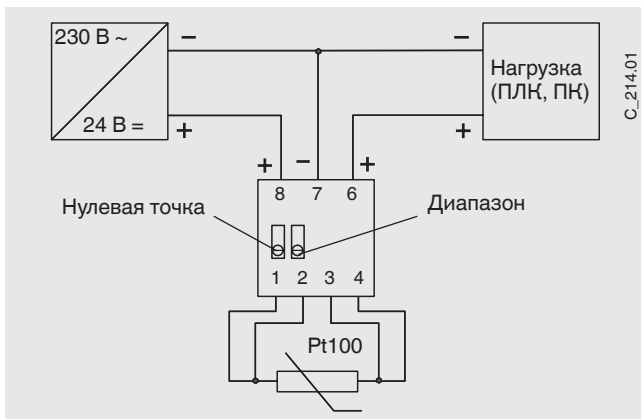 230 В ~
24 В =
−
+
−
+
Нагрузка
(ПЛК, ПК)
C_214.01
+
−
+
8 7 6
Нулевая точка
Диапазон
1 2 3 4
Pt100